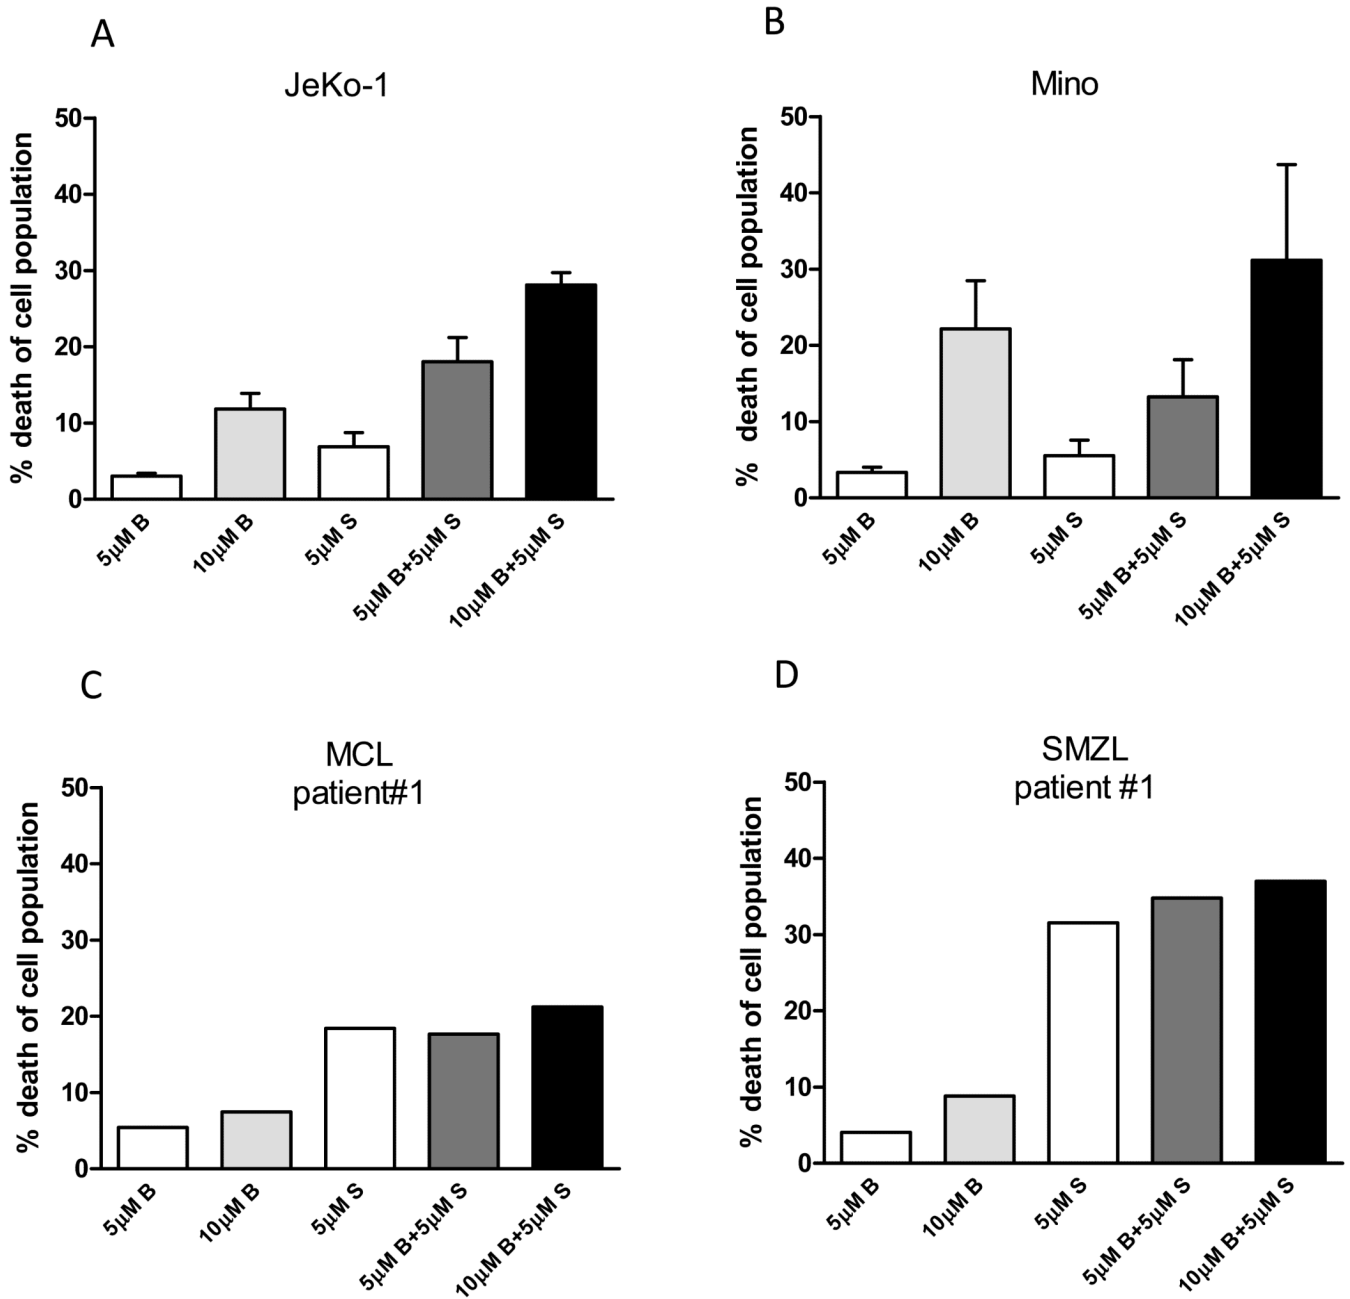 A
JeKo-1
% death of cell population
50
40
30
20
10
0
5µM B
10µM B
5µM S
5µM B+5µM S
10µM B+5µM S
B
Mino
% death of cell population
50
40
30
20
10
0
5µM B
10µM B
5µM S
5µM B+5µM S
10µM B+5µM S
C
MCL
patient#1
% death of cell population
50
40
30
20
10
0
5µM B
10µM B
5µM S
5µM B+5µM S
10µM B+5µM S
D
SMZL
patient #1
% death of cell population
50
40
30
20
10
0
5µM B
10µM B
5µM S
5µM B+5µM S
10µM B+5µM S